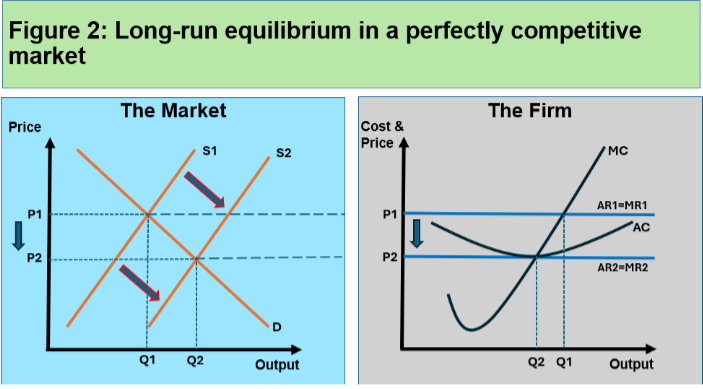 Figure 2: Long-run equilibrium in a perfectly competitive
market
The Market
Price
S1
S2
P1
P2
D
Q1
Q2
Output
The Firm
Cost &
Price
MC
P1
AR1=MR1
AC
P2
AR2=MR2
Q2
Q1
Output